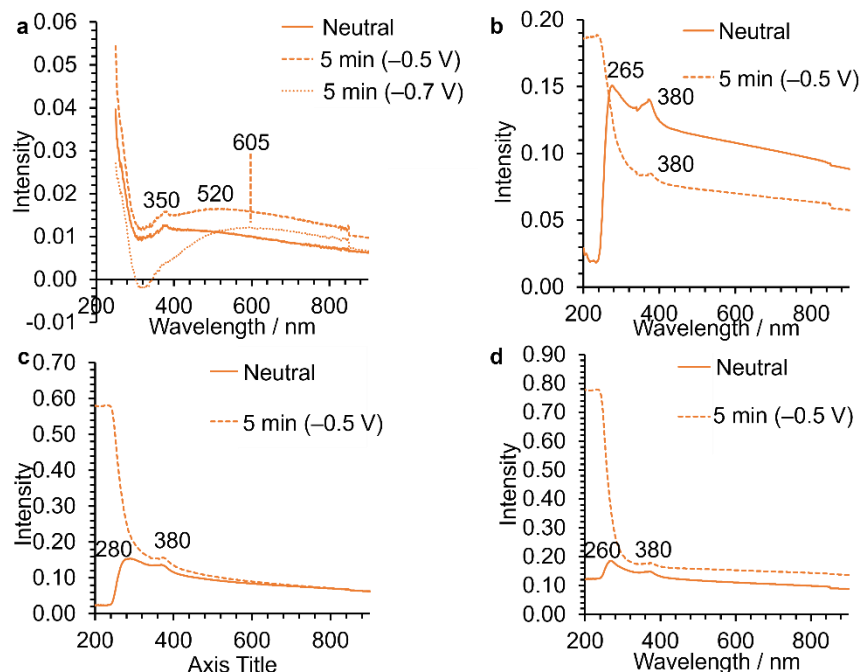 a
0.06
0.05
0.04
0.03
0.02
0.01
0.00
-0.01
200
400
600
800
Intensity
Wavelength / nm
Neutral
5 min (–0.5 V)
5 min (–0.7 V)
350
520
605
b
0.20
0.15
0.10
0.05
0.00
200
400
600
800
Intensity
Wavelength / nm
Neutral
5 min (–0.5 V)
265
380
380
c
0.70
0.60
0.50
0.40
0.30
0.20
0.10
0.00
200
400
600
800
Intensity
Axis Title
Neutral
5 min (–0.5 V)
280
380
d
0.90
0.80
0.70
0.60
0.50
0.40
0.30
0.20
0.10
0.00
200
400
600
800
Intensity
Wavelength / nm
Neutral
5 min (–0.5 V)
260
380